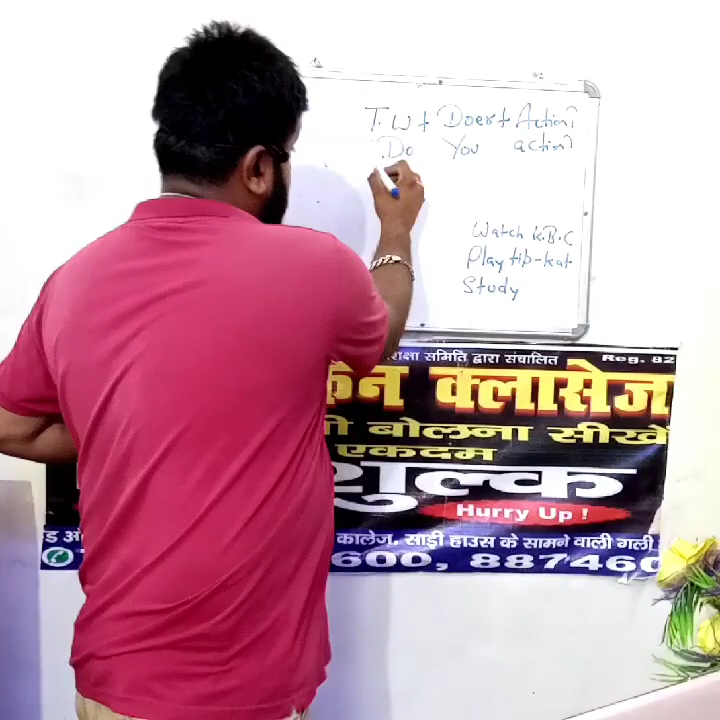 T. W + Doer + Action?
Do You action?
Watch K.B.C
Play tip-kat
Study
समिति द्वारा संचालित Reg. 82
क्लासेज
बोलना सीखें
एकदम
शुल्क
Hurry Up !
कालेज, साड़ी हाउस के सामने वाली गली
600, 887460